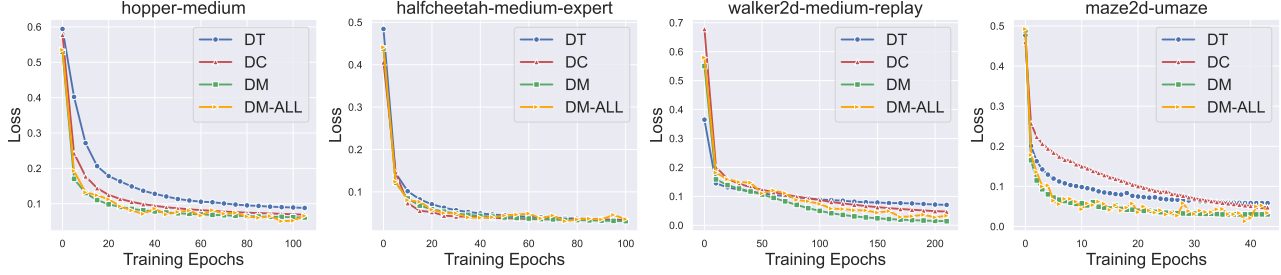 hopper-medium
0.6
0.5
0.4
0.3
0.2
0.1
Loss
0 20 40 60 80 100
Training Epochs
DT
DC
DM
DM-ALL
halfcheetah-medium-expert
0.5
0.4
0.3
0.2
0.1
Loss
0 20 40 60 80 100
Training Epochs
DT
DC
DM
DM-ALL
walker2d-medium-replay
0.7
0.6
0.5
0.4
0.3
0.2
0.1
0.0
Loss
0 50 100 150 200
Training Epochs
DT
DC
DM
DM-ALL
maze2d-umaze
0.5
0.4
0.3
0.2
0.1
0.0
Loss
0 10 20 30 40
Training Epochs
DT
DC
DM
DM-ALL